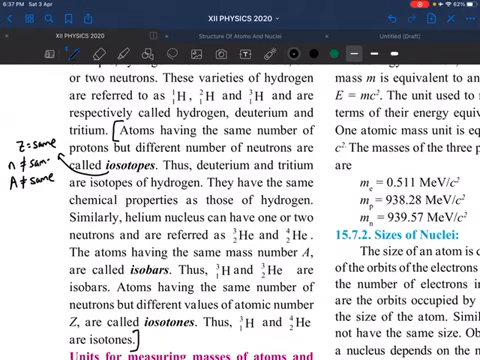 6:37 PM Sat 3 Apr
62%
XII PHYSICS 2020
XII PHYSICS 2020
Structure Of Atoms And Nuclei
Untitled (Draft)
or two neutrons. These varieties of hydrogen
are referred to as ¹₁H, ²₁H and ³₁H and are
respectively called hydrogen, deuterium and
tritium. [Atoms having the same number of
protons but different number of neutrons are
called iosotopes. Thus, deuterium and tritium
are isotopes of hydrogen. They have the same
chemical properties as those of hydrogen.
Similarly, helium nucleus can have one or two
neutrons and are referred as ³₂He and ⁴₂He.
The atoms having the same mass number A,
are called isobars. Thus, ³₁H and ³₂He are
isobars. Atoms having the same number of
neutrons but different values of atomic number
Z, are called isosotones. Thus, ³₁H and ⁴₂He
are isotones.]
Units for measuring masses of atoms and
Z = same
n ≠ sam-
A ≠ same
mass m is equivalent to an
E = mc². The unit used to r
terms of their energy equiva
One atomic mass unit is equ
c². The masses of the three p
are
mₑ = 0.511 MeV/c²
mₚ = 938.28 MeV/c²
mₙ = 939.57 MeV/c²
15.7.2. Sizes of Nuclei:
The size of an atom is d
of the orbits of the electrons
the number of electrons in
are the orbits occupied by
the size of the atom. Simil
not have the same size. Ob
a nucleus depends on the n